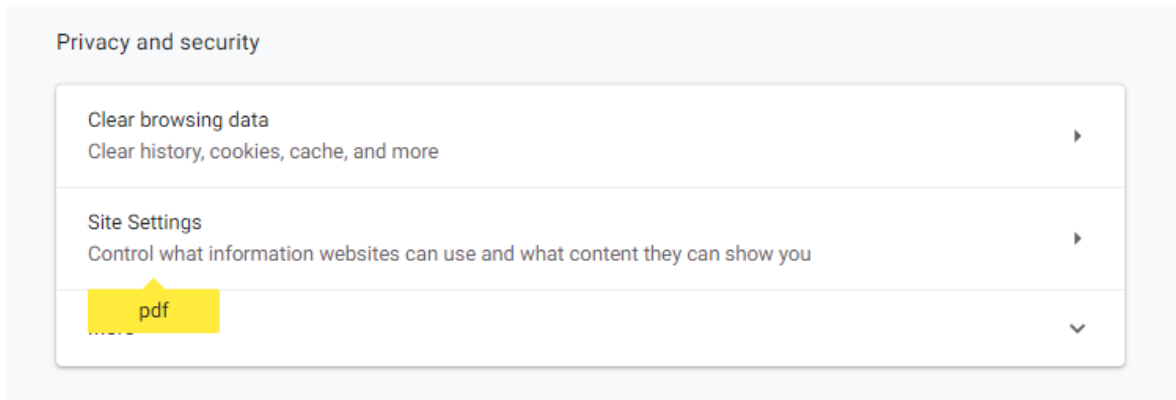 Privacy and security
Clear browsing data
Clear history, cookies, cache, and more
Site Settings
Control what information websites can use and what content they can show you
pdf